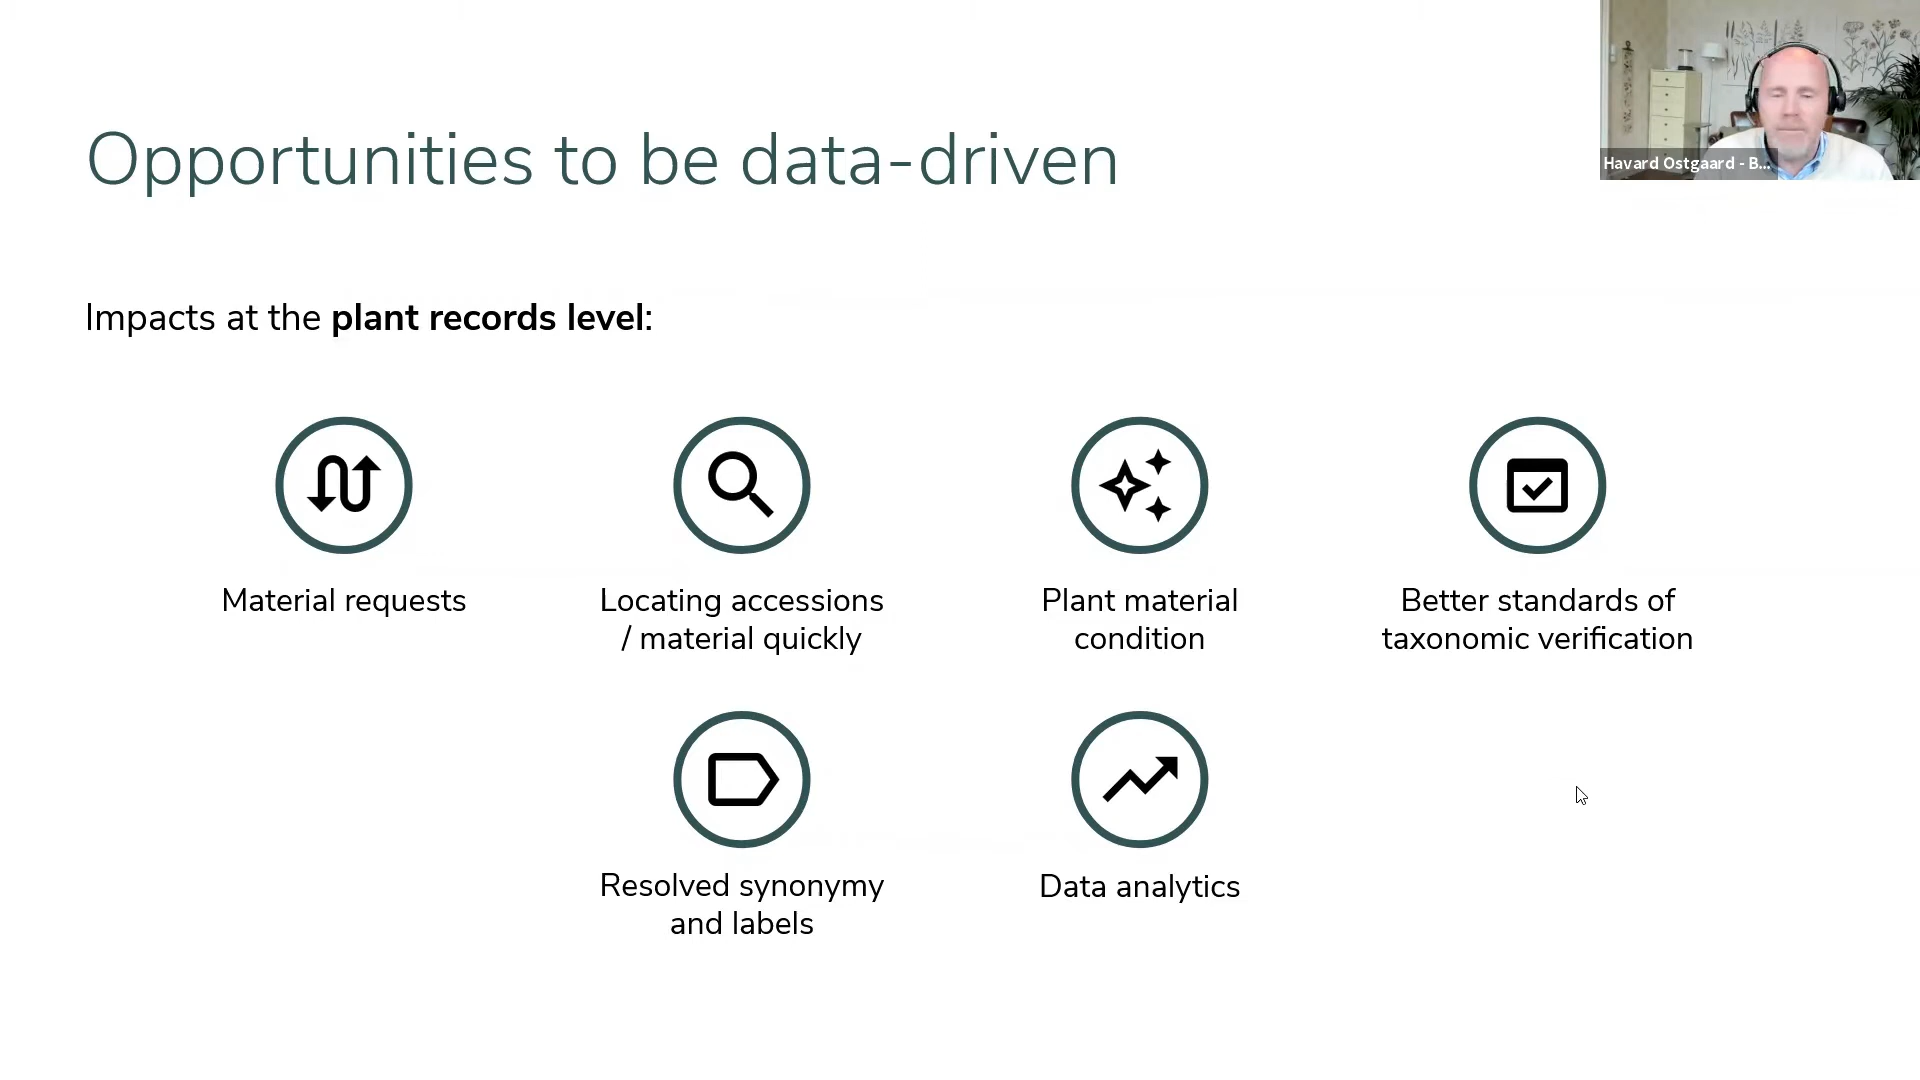 Opportunities to be data-driven
Havard Ostgaard - B...
Impacts at the plant records level:
Material requests
Locating accessions
/ material quickly
Plant material
condition
Better standards of
taxonomic verification
Resolved synonymy
and labels
Data analytics